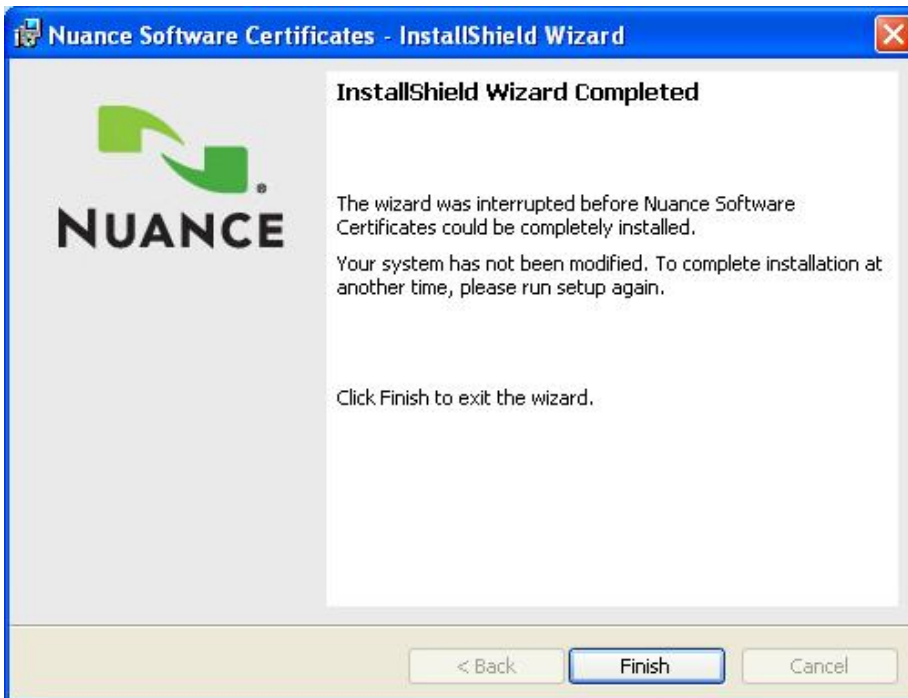 Nuance Software Certificates - InstallShield Wizard
InstallShield Wizard Completed
NUANCE
The wizard was interrupted before Nuance Software
Certificates could be completely installed.
Your system has not been modified. To complete installation at
another time, please run setup again.
Click Finish to exit the wizard.
< Back Finish Cancel